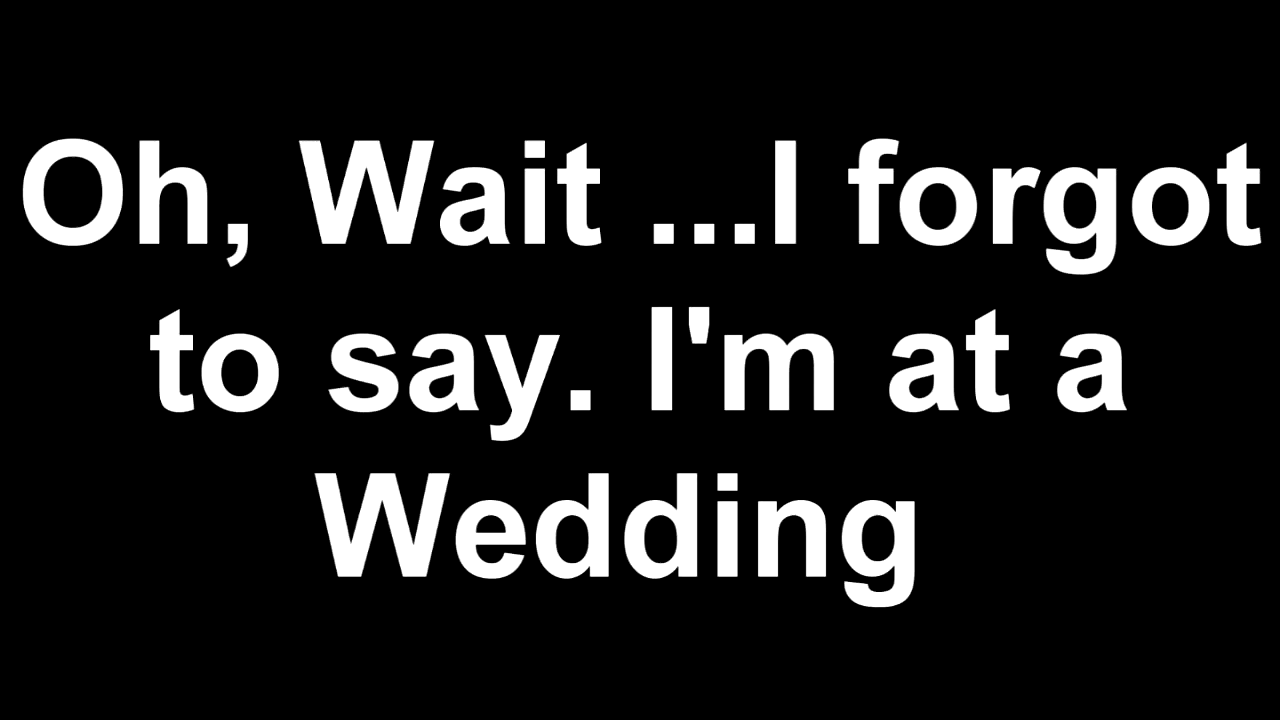 Oh, Wait ...I forgot
to say. I'm at a
Wedding